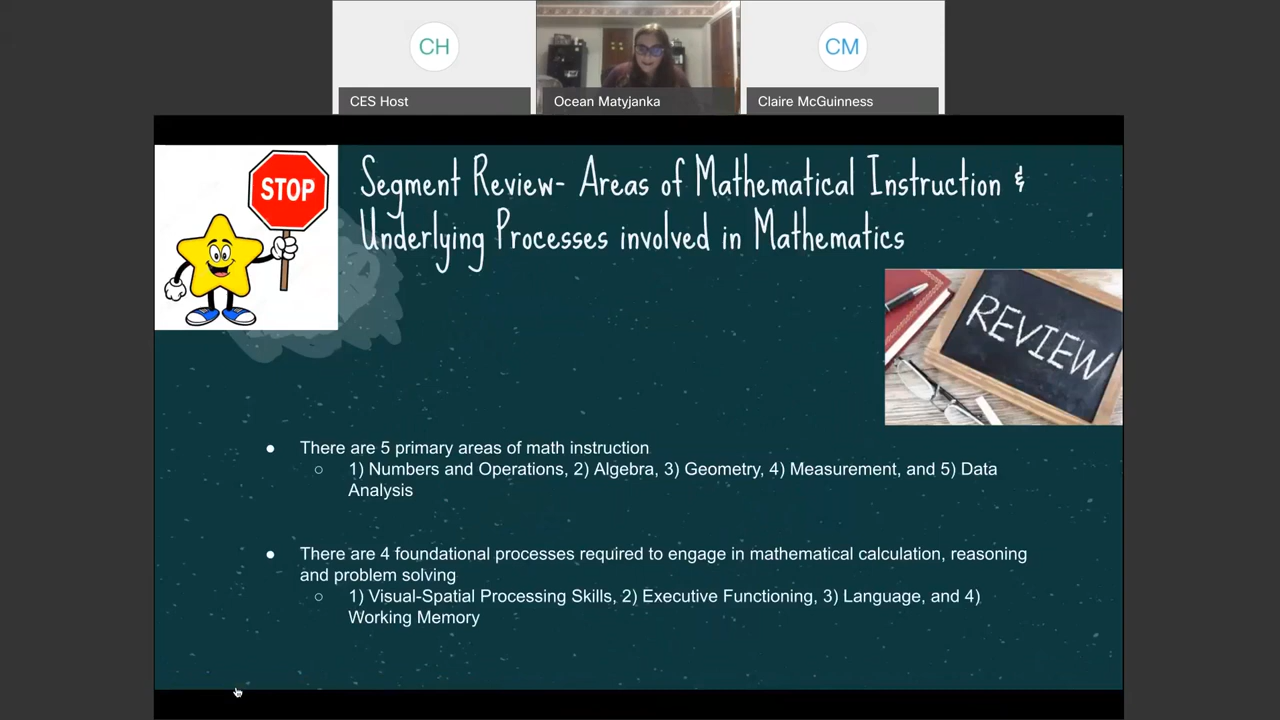 CH
CM
CES Host
Ocean Matyjanka
Claire McGuinness
STOP
Segment Review- Areas of Mathematical Instruction &
Underlying Processes involved in Mathematics
REVIEW
● There are 5 primary areas of math instruction
○ 1) Numbers and Operations, 2) Algebra, 3) Geometry, 4) Measurement, and 5) Data
Analysis
● There are 4 foundational processes required to engage in mathematical calculation, reasoning
and problem solving
○ 1) Visual-Spatial Processing Skills, 2) Executive Functioning, 3) Language, and 4)
Working Memory